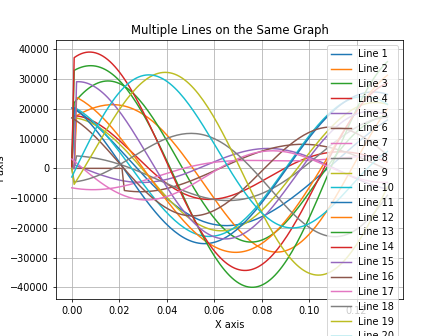 Multiple Lines on the Same Graph
40000
30000
20000
10000
0
−10000
−20000
−30000
−40000
0.00
0.02
0.04
0.06
0.08
0.10
X axis
Line 1
Line 2
Line 3
Line 4
Line 5
Line 6
Line 7
Line 8
Line 9
Line 10
Line 11
Line 12
Line 13
Line 14
Line 15
Line 16
Line 17
Line 18
Line 19
Line 20